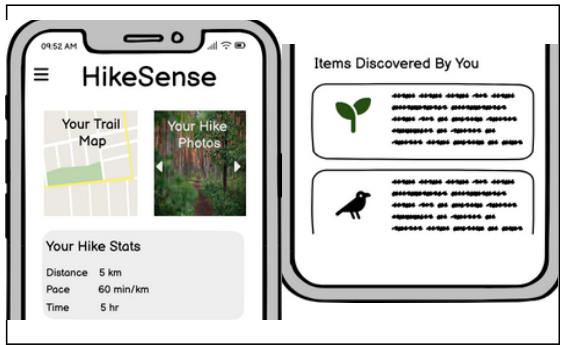 09:52 AM
HikeSense
Your Trail
Map
Your Hike
Photos
Your Hike Stats
Distance 5 km
Pace 60 min/km
Time 5 hr
Items Discovered By You